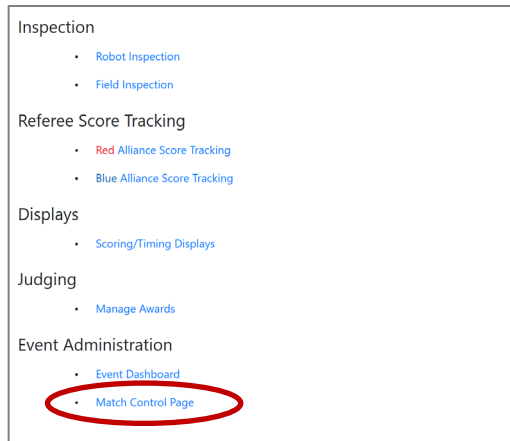 Inspection
• Robot Inspection
• Field Inspection
Referee Score Tracking
• Red Alliance Score Tracking
• Blue Alliance Score Tracking
Displays
• Scoring/Timing Displays
Judging
• Manage Awards
Event Administration
• Event Dashboard
• Match Control Page